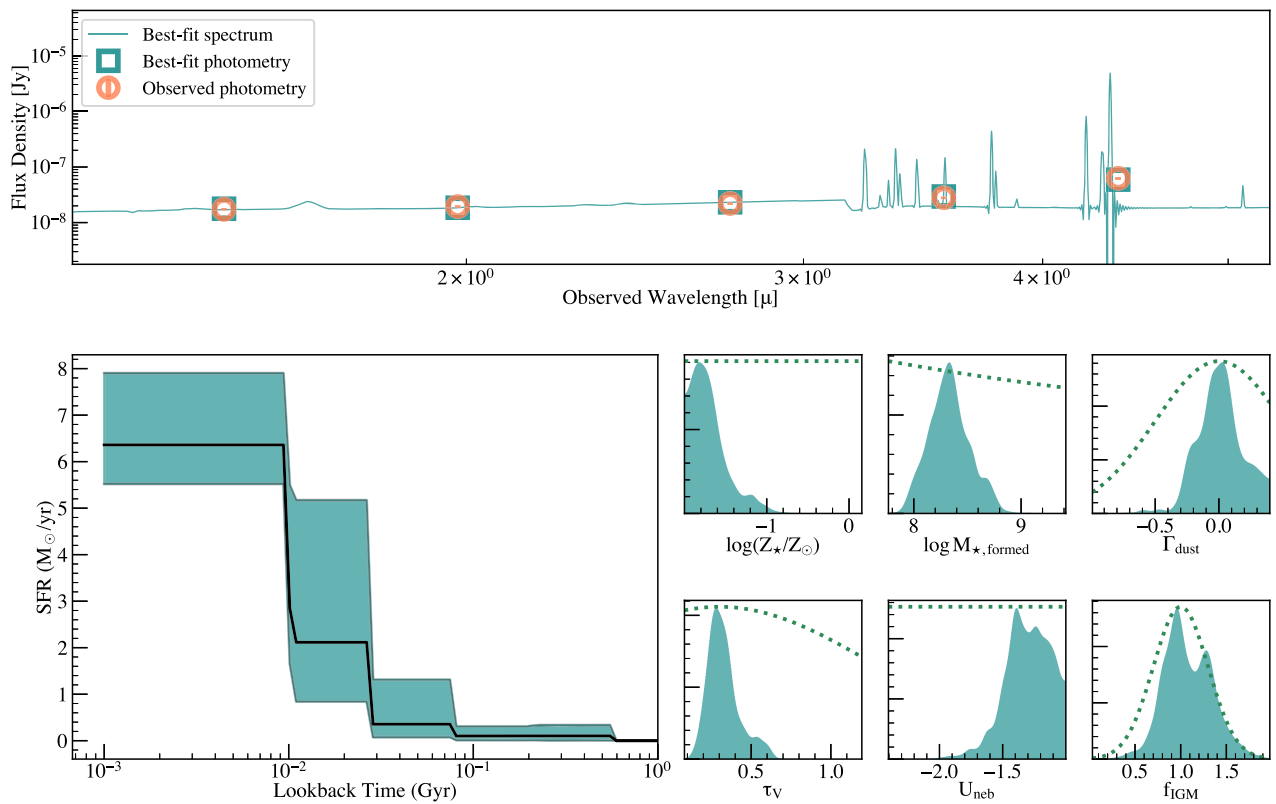 Best-fit spectrum
Best-fit photometry
Observed photometry
Flux Density [Jy]
10⁻⁵
10⁻⁶
10⁻⁷
10⁻⁸
2 × 10⁰
3 × 10⁰
4 × 10⁰
Observed Wavelength [μ]
SFR (M⊙/yr)
8
7
6
5
4
3
2
1
0
10⁻³
10⁻²
10⁻¹
10⁰
Lookback Time (Gyr)
−1
0
log(Z⋆/Z⊙)
8
9
log M⋆,formed
−0.5
0.0
Γdust
0.5
1.0
τV
−2.0
−1.5
Uneb
0.5
1.0
1.5
fIGM